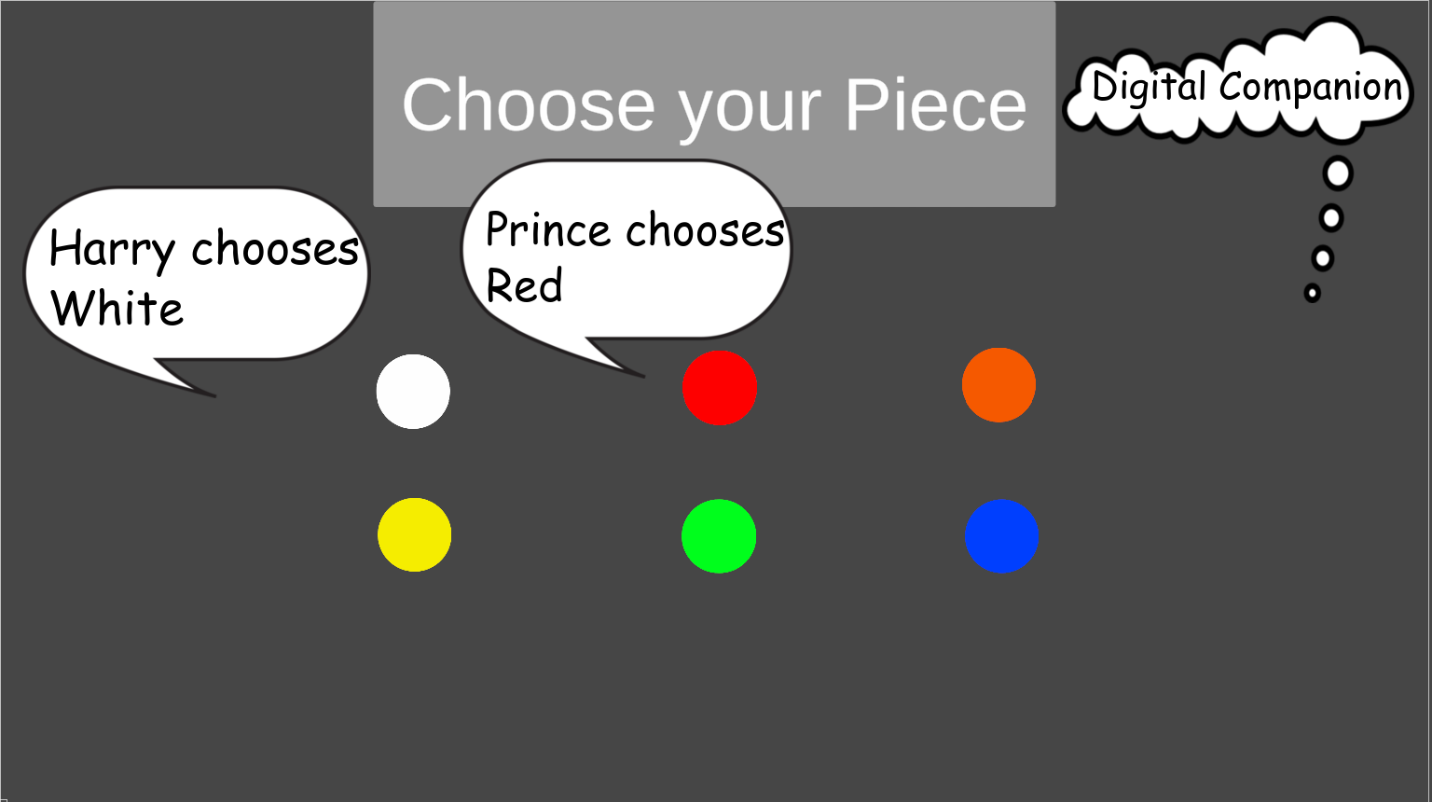 Choose your Piece
Digital Companion
Harry chooses
White
Prince chooses
Red